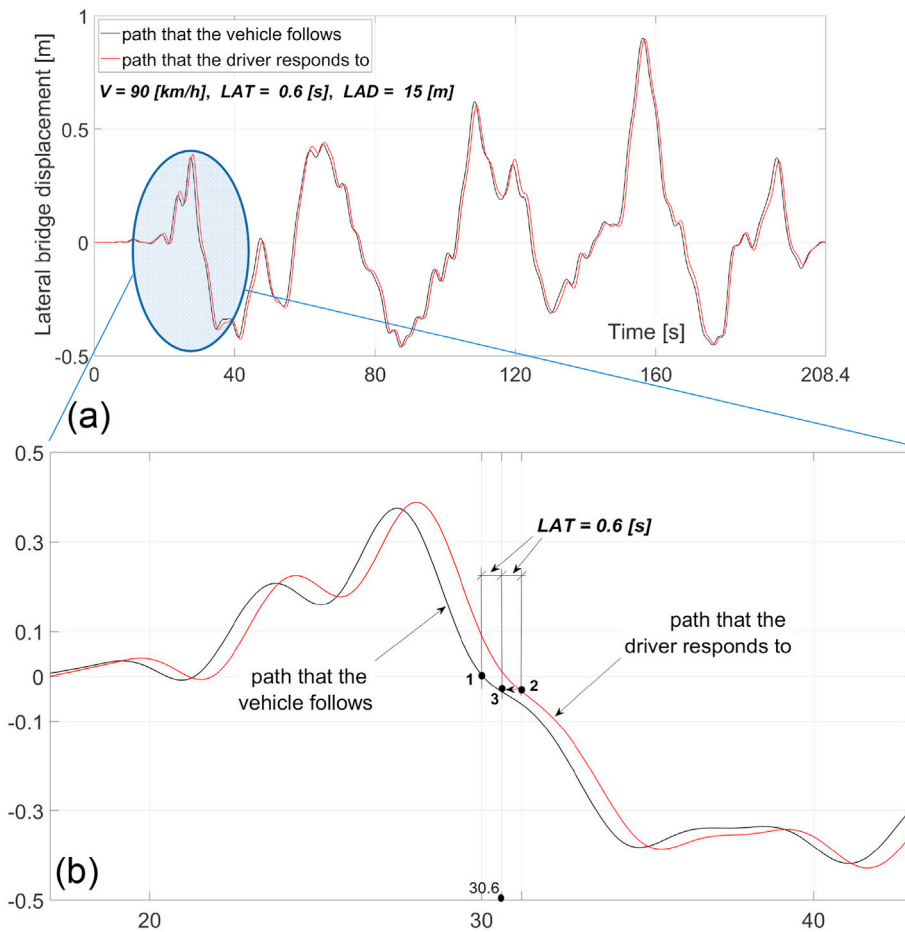 1
path that the vehicle follows
path that the driver responds to
V = 90 [km/h], LAT = 0.6 [s], LAD = 15 [m]
0.5
0
-0.5
Lateral bridge displacement [m]
Time [s]
0 40 80 120 160 208.4
(a)
0.5
0.3
0.1
0
-0.1
-0.3
-0.5
LAT = 0.6 [s]
path that the
driver responds to
path that the
vehicle follows
1
2
3
(b)
30.6
20 30 40